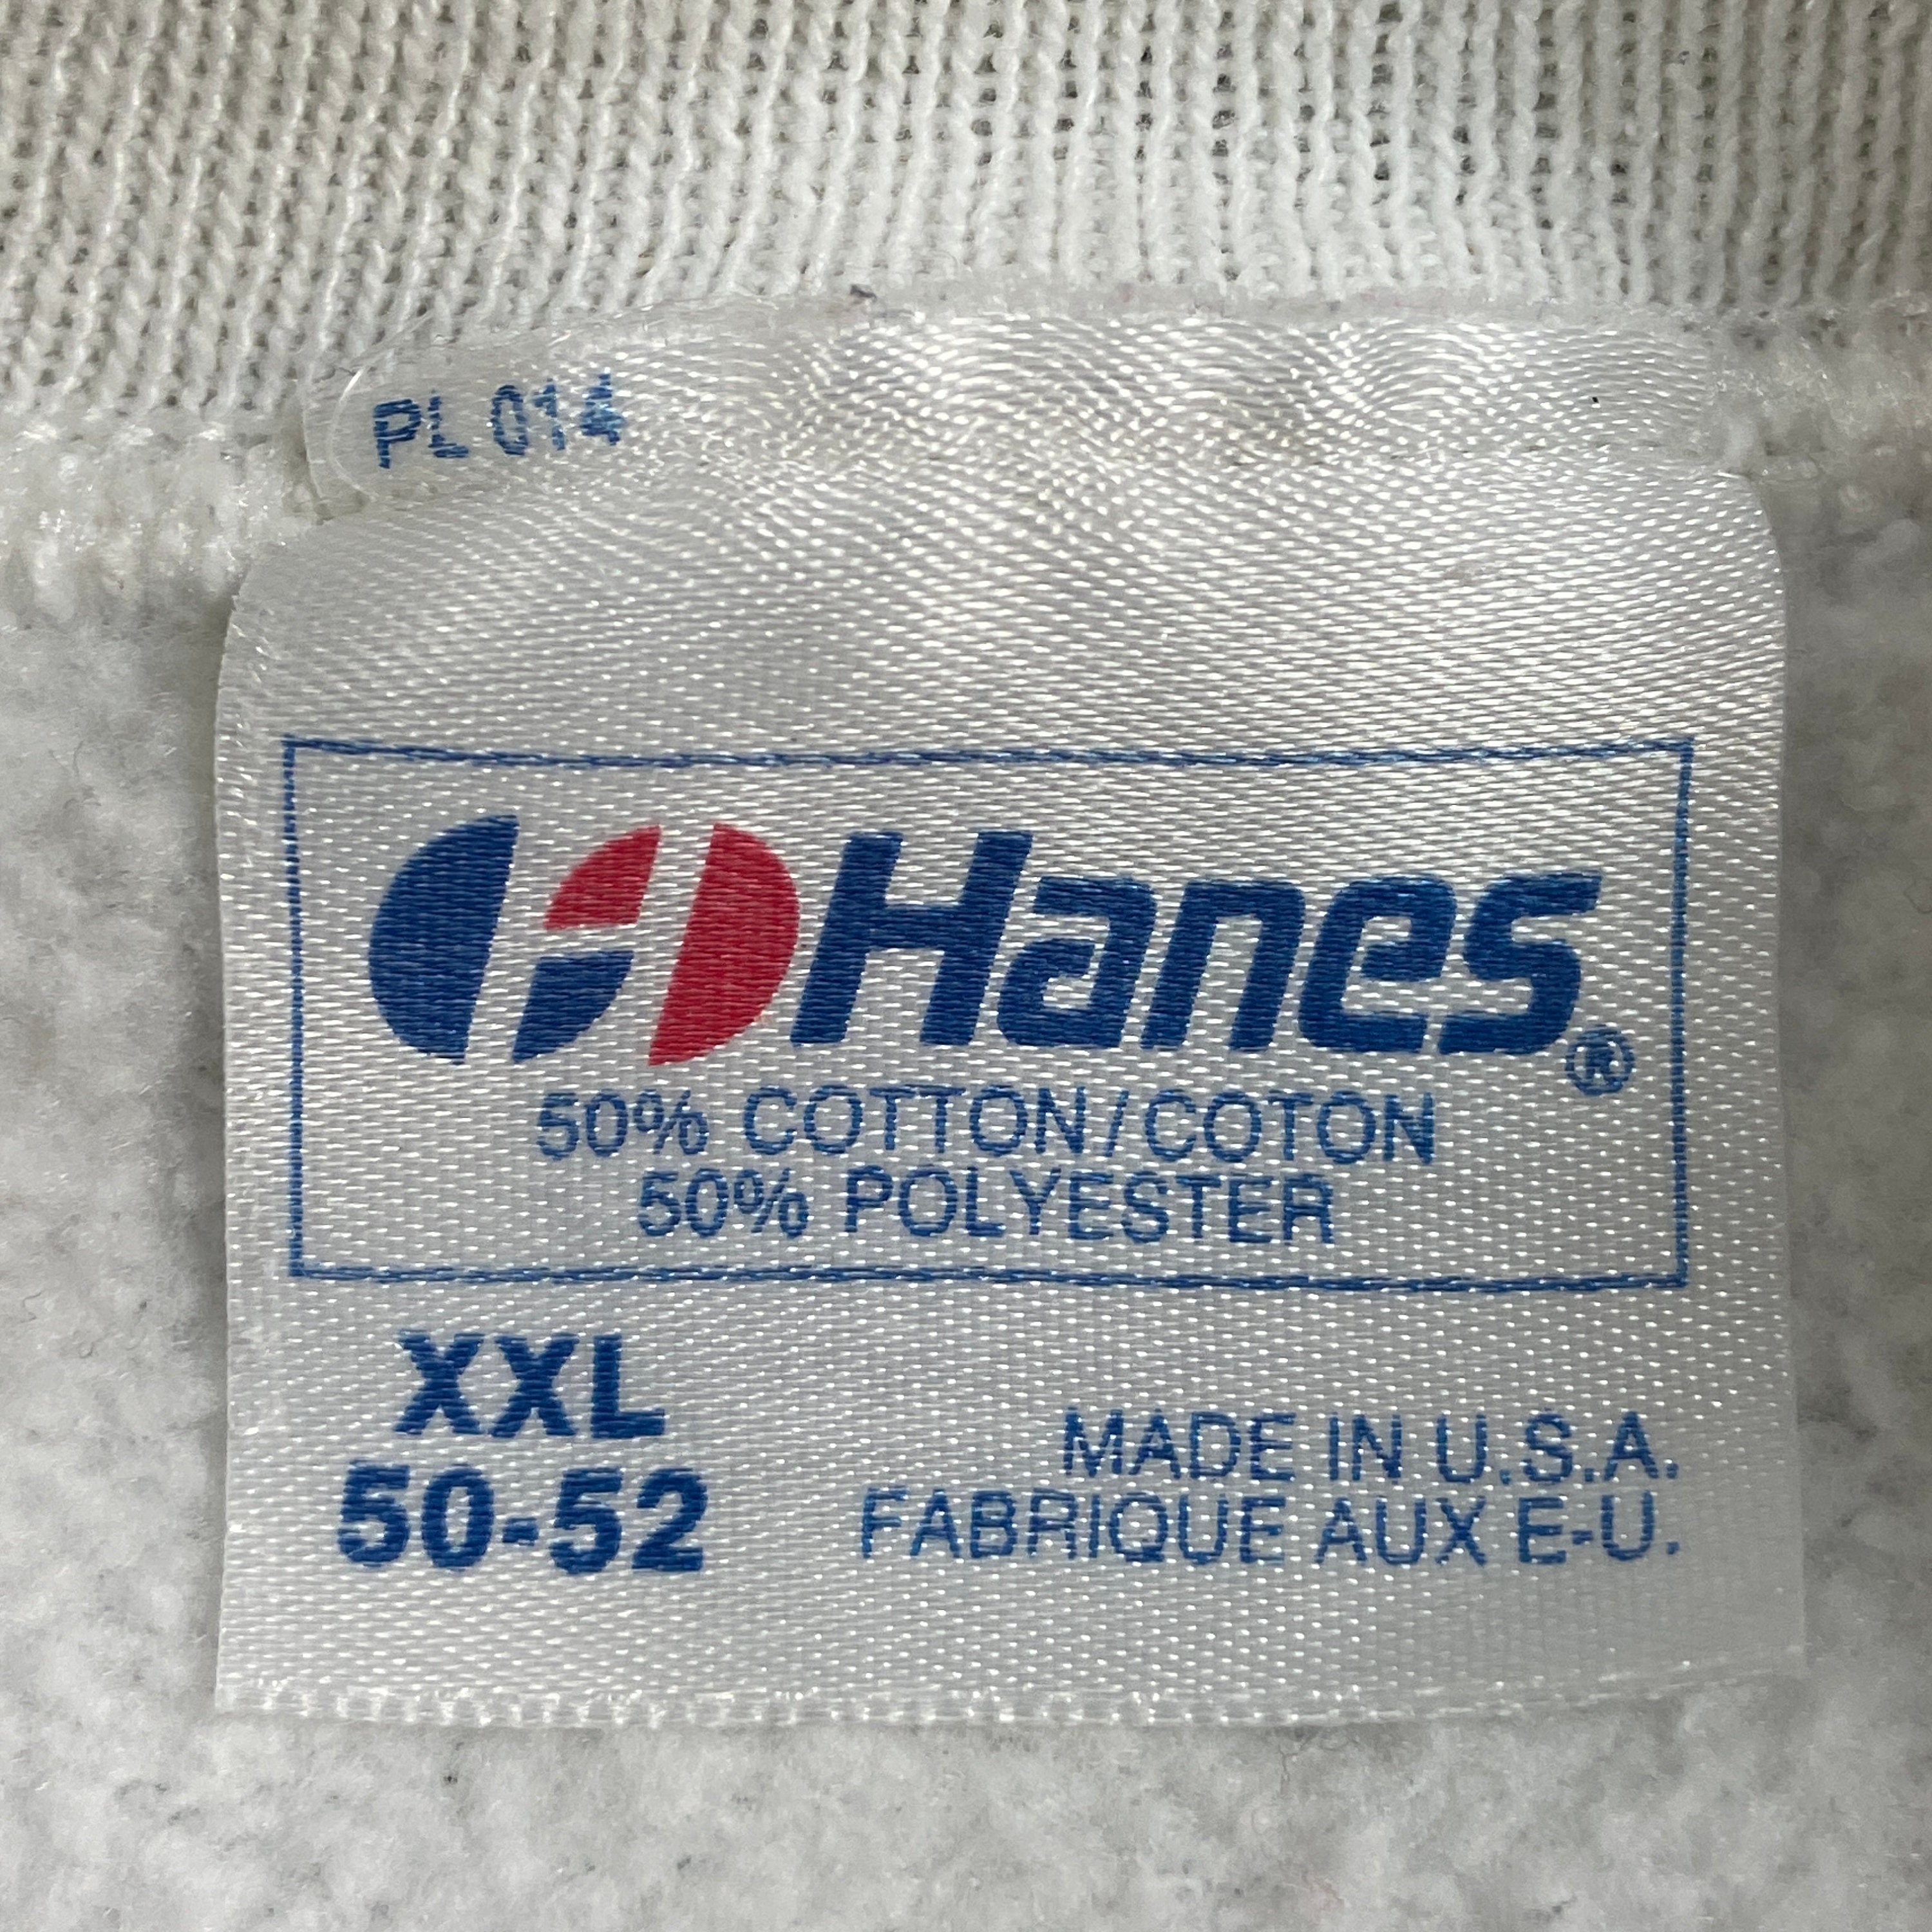 PL 014
Hanes®
50% COTTON/COTON
50% POLYESTER
XXL
50-52
MADE IN U.S.A.
FABRIQUE AUX E-U.